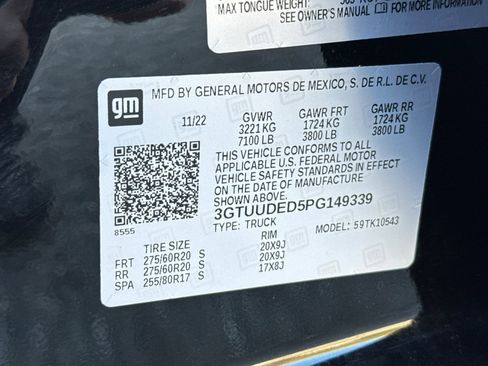 MAX TONGUE WEIGHT:
SEE OWNER'S MANUAL FOR MORE INFORMATION
gm
MFD BY GENERAL MOTORS DE MEXICO, S. DE R.L. DE C.V.
11/22 GVWR GAWR FRT GAWR RR
3221 KG 1724 KG 1724 KG
7100 LB 3800 LB 3800 LB
THIS VEHICLE CONFORMS TO ALL
APPLICABLE U.S. FEDERAL MOTOR
VEHICLE SAFETY STANDARDS IN EFFECT
ON THE DATE OF MANUFACTURE SHOWN ABOVE.
3GTUUDED5PG149339
8555 TYPE: TRUCK MODEL: 59TK10543
TIRE SIZE RIM
FRT 275/60R20 S 20X9J
RR 275/60R20 S 20X9J
SPA 255/80R17 S 17X8J